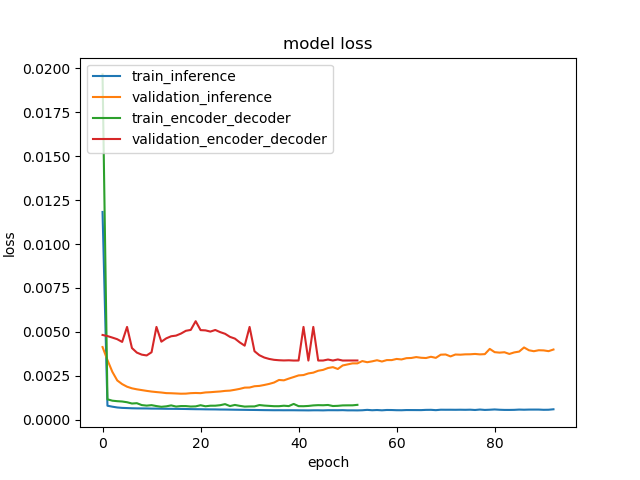 model loss
train_inference
validation_inference
train_encoder_decoder
validation_encoder_decoder
loss
0.0200
0.0175
0.0150
0.0125
0.0100
0.0075
0.0050
0.0025
0.0000
0 20 40 60 80
epoch